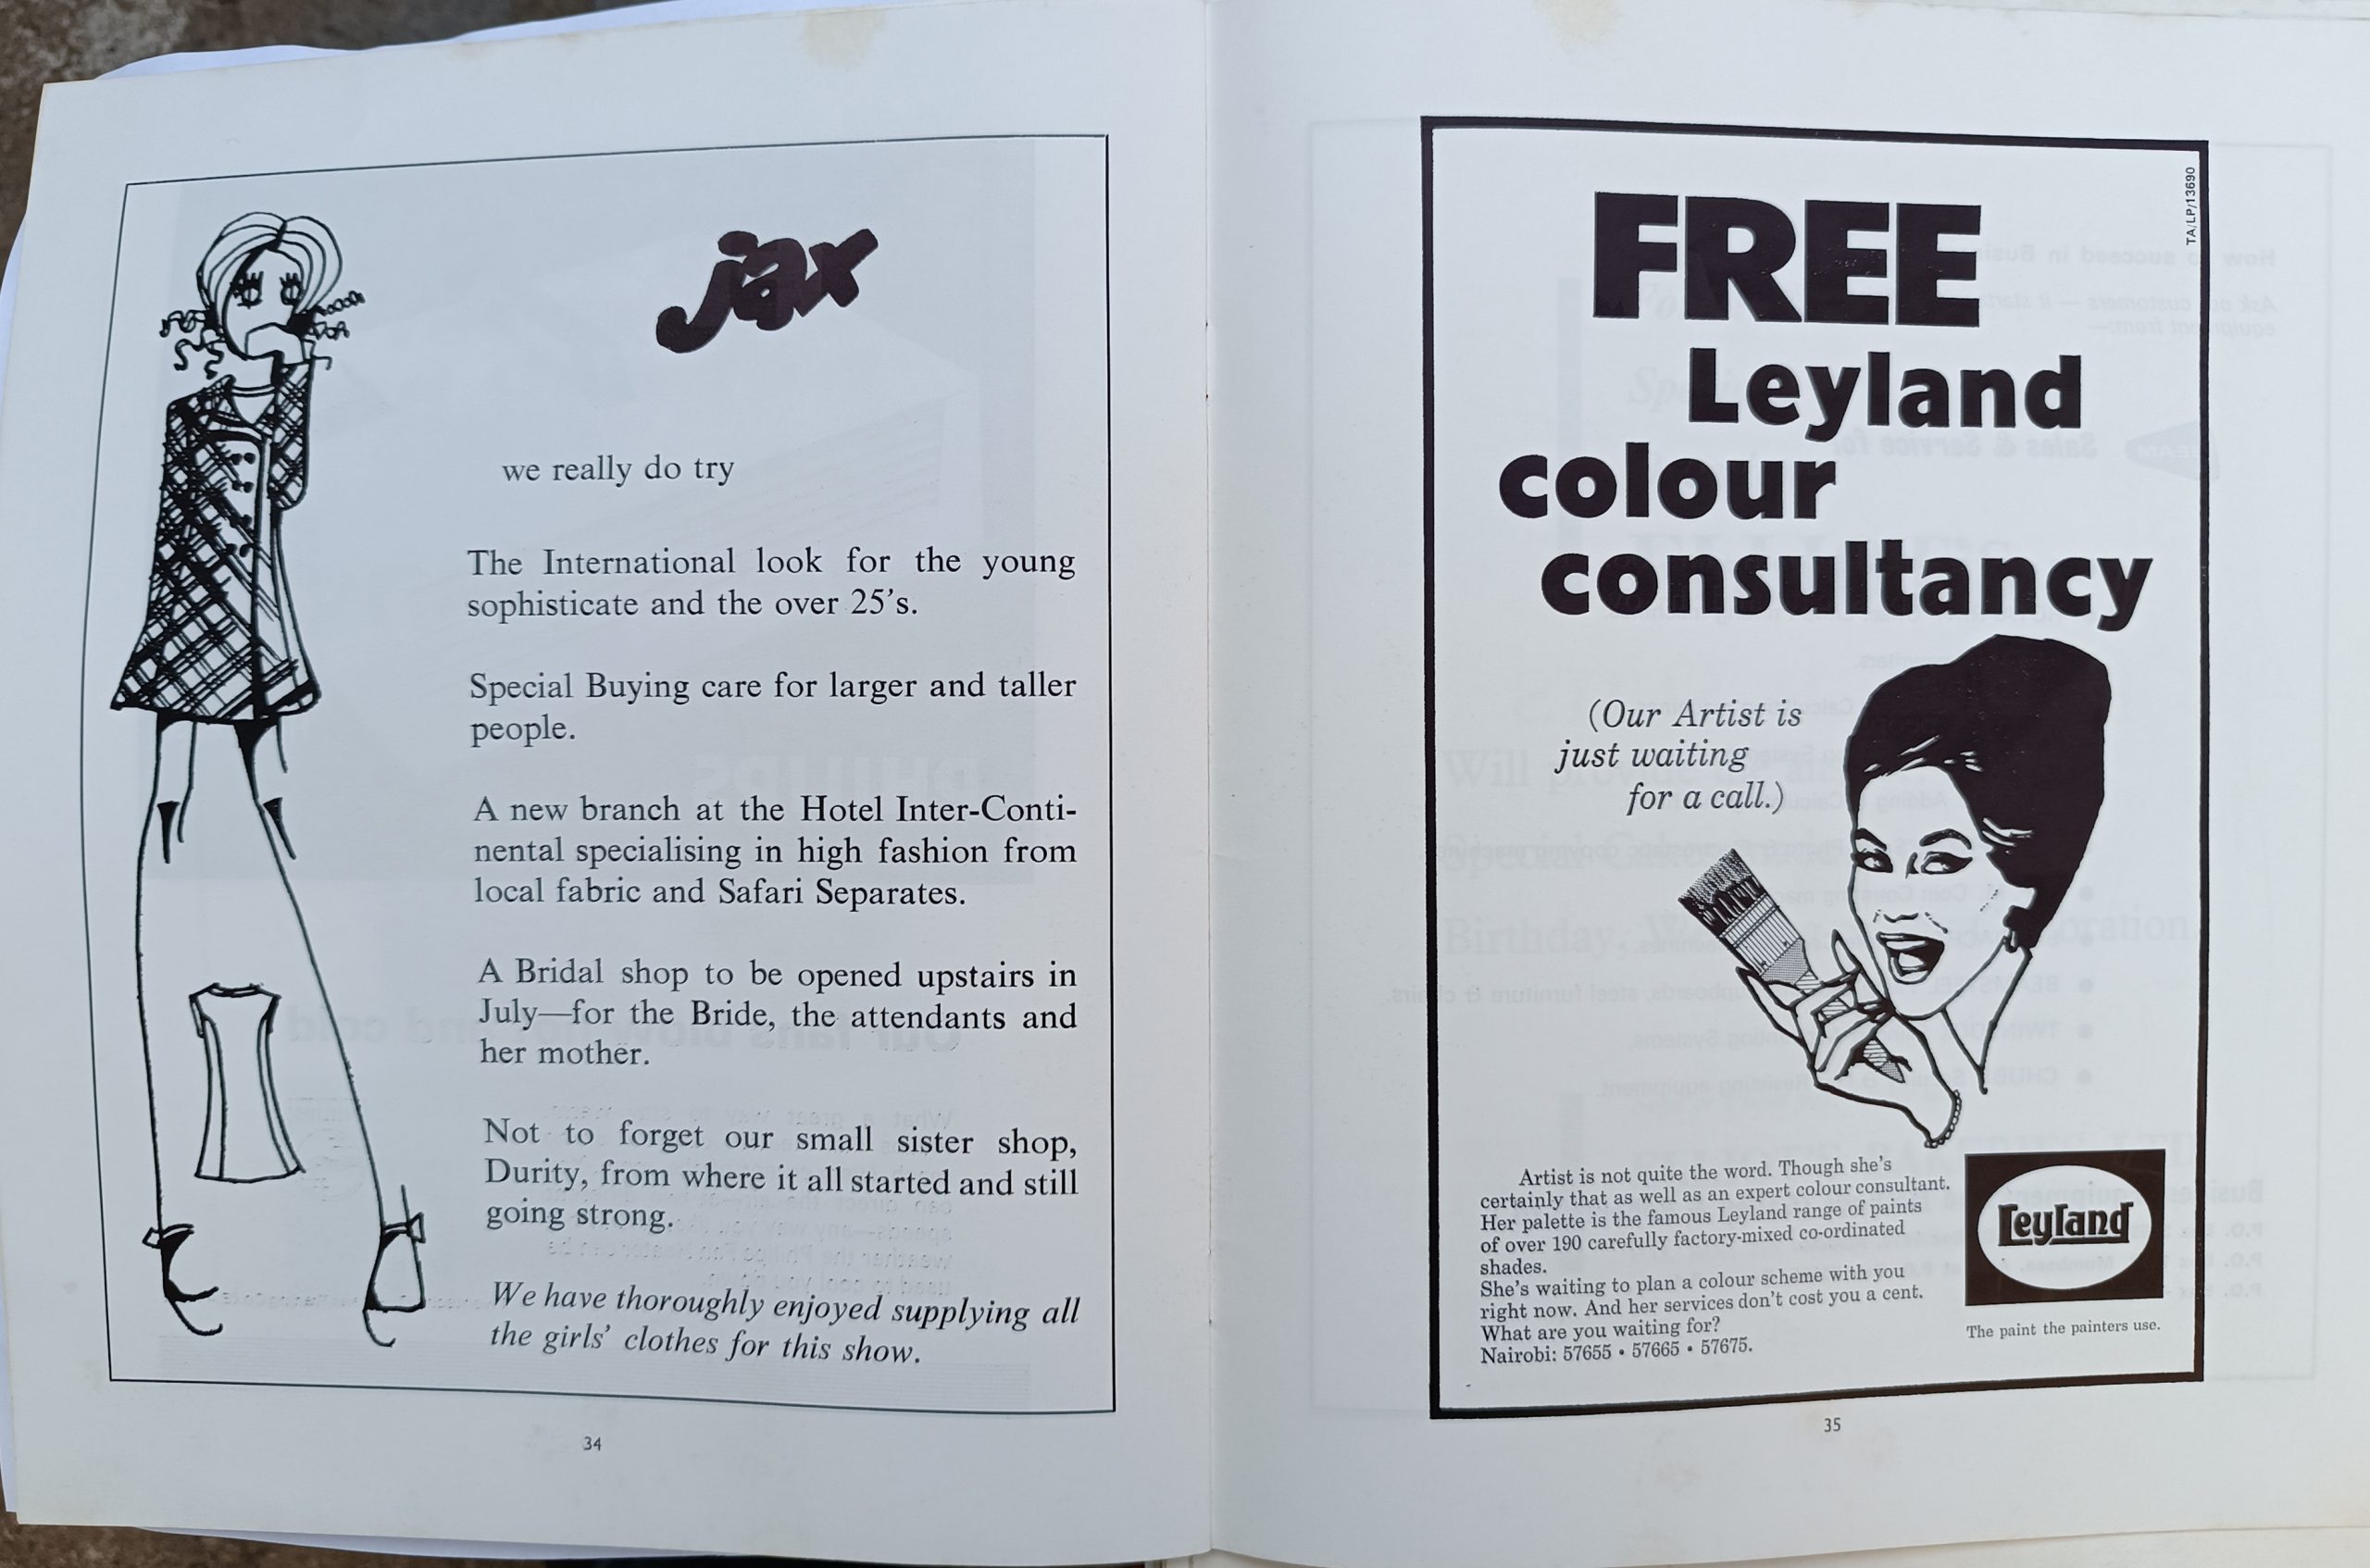 jax
we really do try
The International look for the young
sophisticate and the over 25's.
Special Buying care for larger and taller
people.
A new branch at the Hotel Inter-Conti-
nental specialising in high fashion from
local fabric and Safari Separates.
A Bridal shop to be opened upstairs in
July—for the Bride, the attendants and
her mother.
Not to forget our small sister shop,
Durity, from where it all started and still
going strong.
We have thoroughly enjoyed supplying all
the girls' clothes for this show.
34
TA/LP/13690
FREE
Leyland
colour
consultancy
(Our Artist is
just waiting
for a call.)
Artist is not quite the word. Though she's
certainly that as well as an expert colour consultant.
Her palette is the famous Leyland range of paints
of over 190 carefully factory-mixed co-ordinated
shades.
She's waiting to plan a colour scheme with you
right now. And her services don't cost you a cent.
What are you waiting for?
Nairobi: 57655 • 57665 • 57675.
Leyland
The paint the painters use.
35